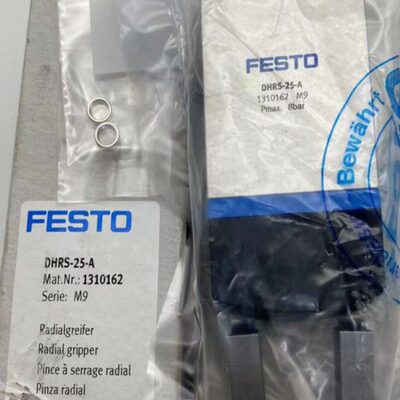 FESTO
DHRS-25-A
1310162 M9
Pmax. 8bar
Bewährt
FESTO
DHRS-25-A
Mat.Nr.: 1310162
Serie: M9
Radialgreifer
Radial gripper
Pince à serrage radial
Pinza radial